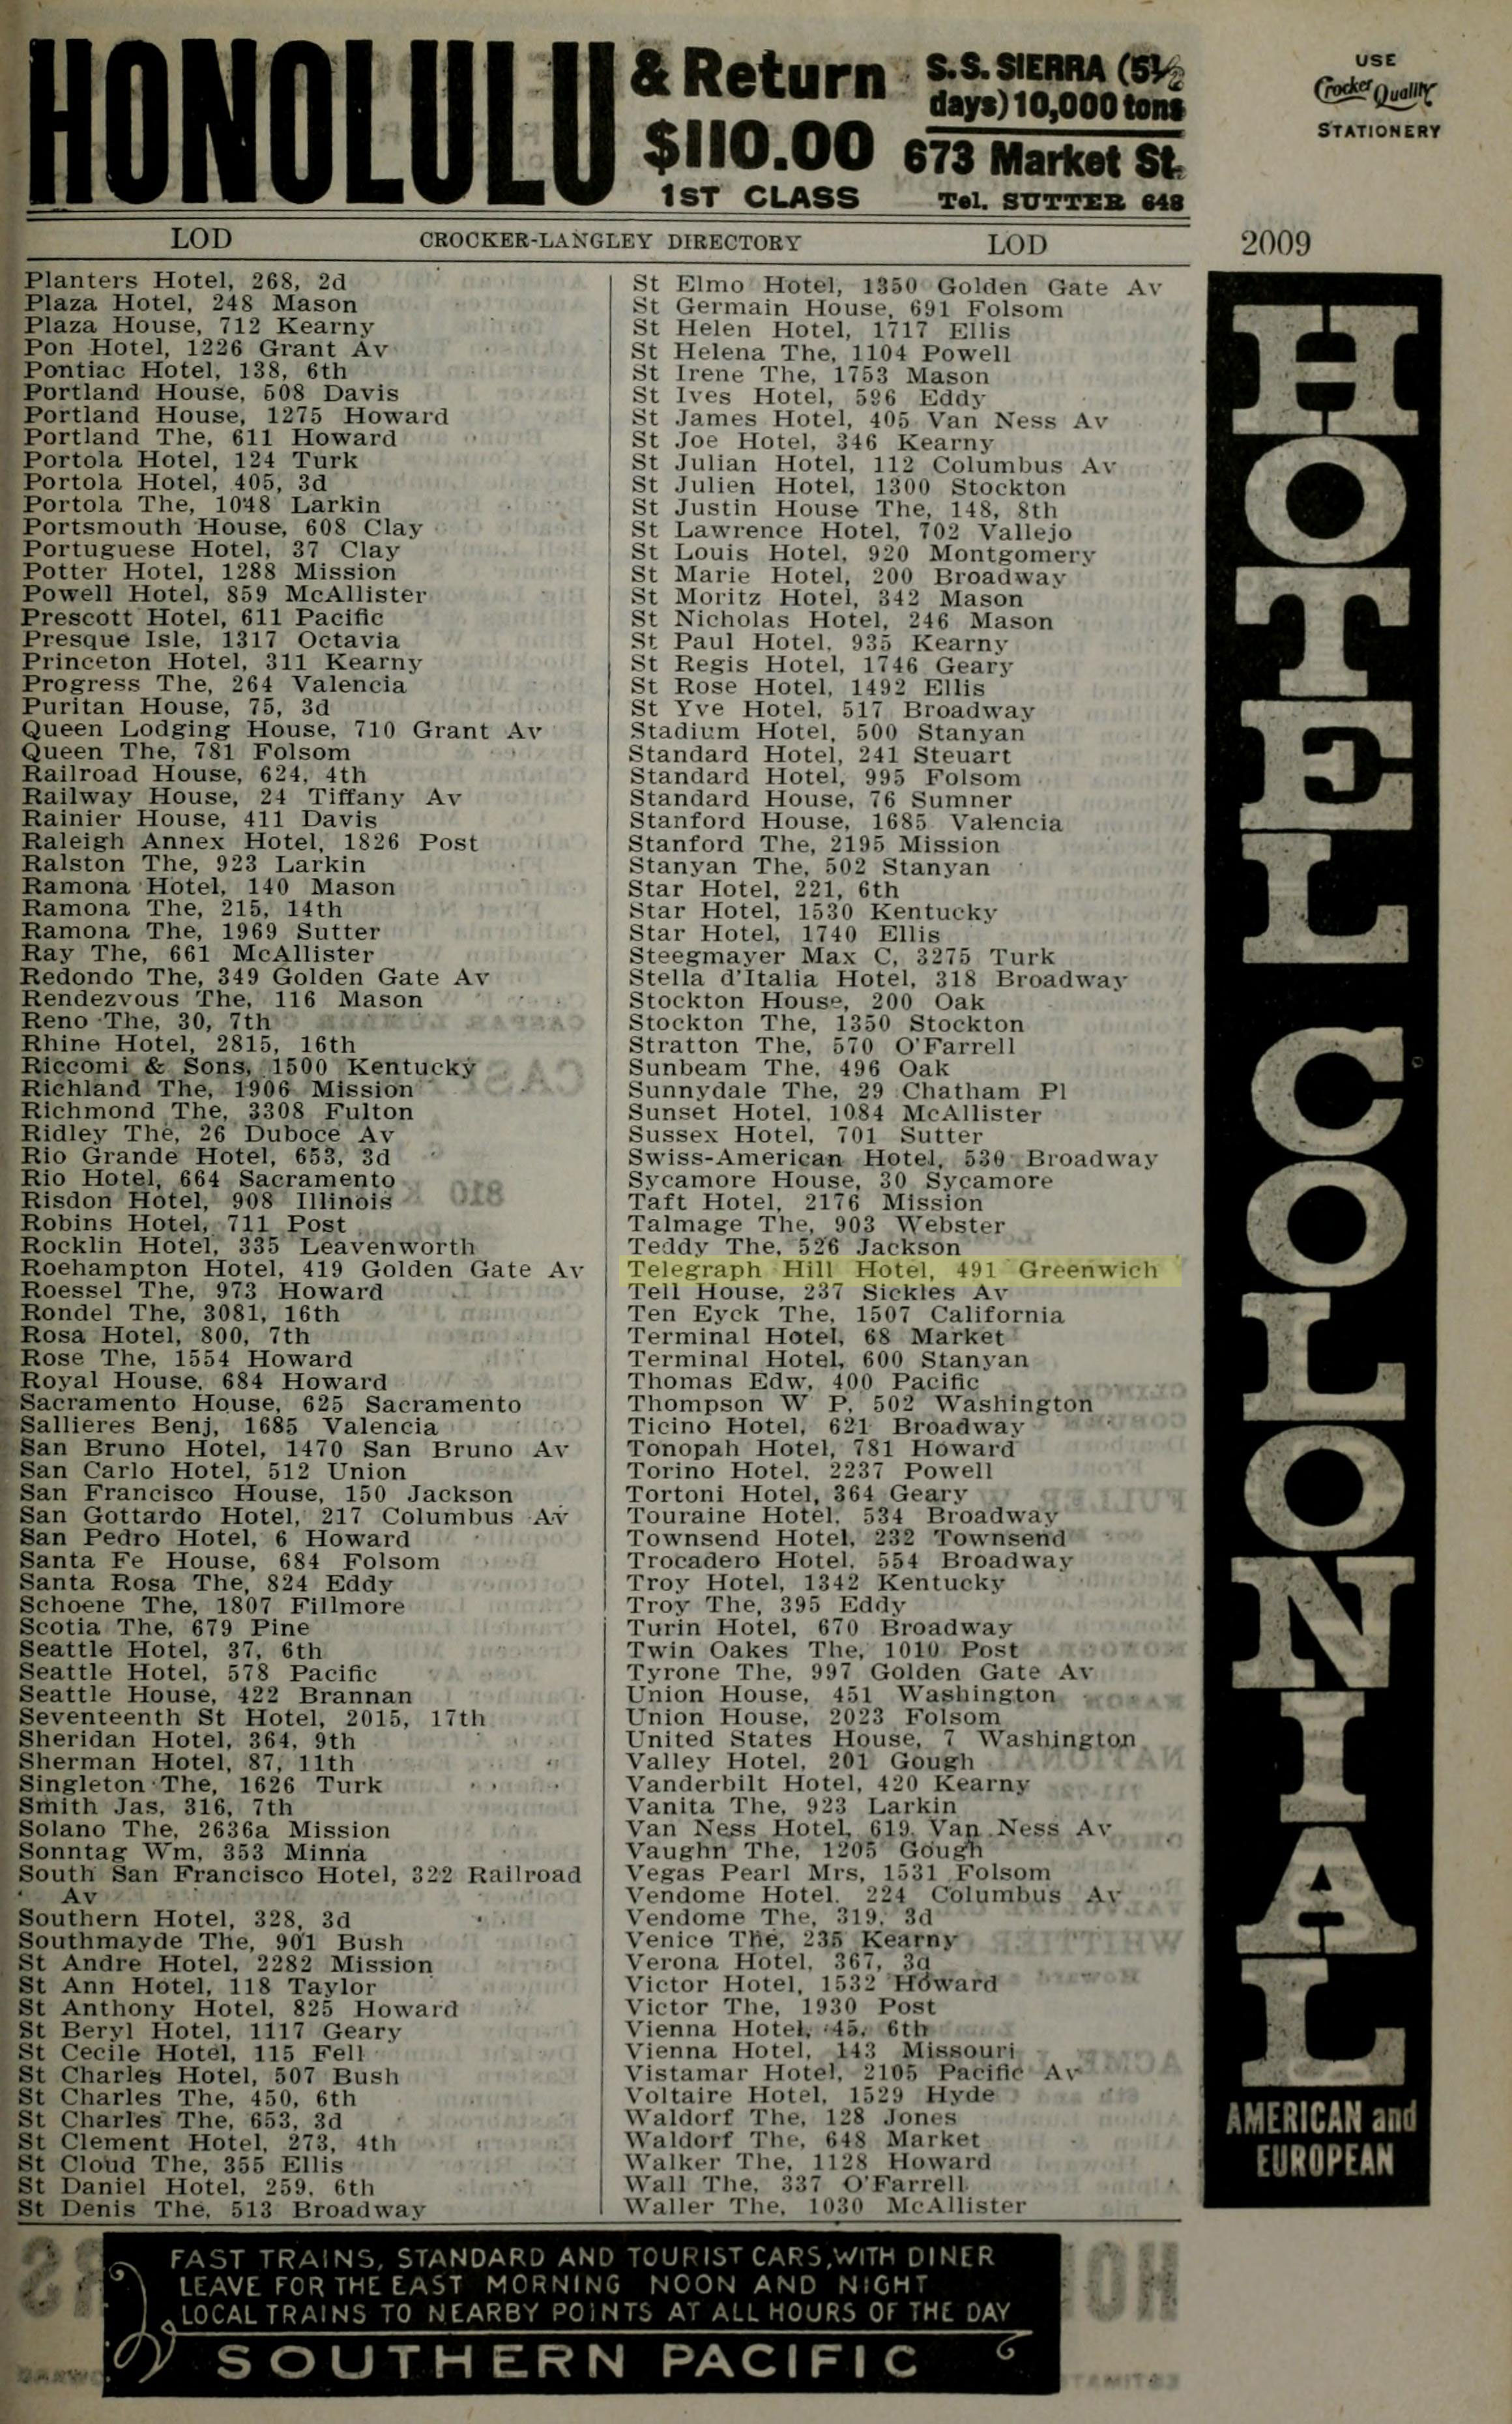 HONOLULU
& Return
$110.00
1ST CLASS
S.S. SIERRA (5½
days) 10,000 tons
673 Market St.
Tel. SUTTER 648
USE
Crocker Quality
STATIONERY
LOD
CROCKER-LANGLEY DIRECTORY
LOD
2009
Planters Hotel, 268, 2d
Plaza Hotel, 248 Mason
Plaza House, 712 Kearny
Pon Hotel, 1226 Grant Av
Pontiac Hotel, 138, 6th
Portland House, 508 Davis
Portland House, 1275 Howard
Portland The, 611 Howard
Portola Hotel, 124 Turk
Portola Hotel, 405, 3d
Portola The, 1048 Larkin
Portsmouth House, 608 Clay
Portuguese Hotel, 37 Clay
Potter Hotel, 1288 Mission
Powell Hotel, 859 McAllister
Prescott Hotel, 611 Pacific
Presque Isle, 1317 Octavia
Princeton Hotel, 311 Kearny
Progress The, 264 Valencia
Puritan House, 75, 3d
Queen Lodging House, 710 Grant Av
Queen The, 781 Folsom
Railroad House, 624, 4th
Railway House, 24 Tiffany Av
Rainier House, 411 Davis
Raleigh Annex Hotel, 1826 Post
Ralston The, 923 Larkin
Ramona Hotel, 140 Mason
Ramona The, 215, 14th
Ramona The, 1969 Sutter
Ray The, 661 McAllister
Redondo The, 349 Golden Gate Av
Rendezvous The, 116 Mason
Reno The, 30, 7th
Rhine Hotel, 2815, 16th
Riccomi & Sons, 1500 Kentucky
Richland The, 1906 Mission
Richmond The, 3308 Fulton
Ridley The, 26 Duboce Av
Rio Grande Hotel, 653, 3d
Rio Hotel, 664 Sacramento
Risdon Hotel, 908 Illinois
Robins Hotel, 711 Post
Rocklin Hotel, 335 Leavenworth
Roehampton Hotel, 419 Golden Gate Av
Roessel The, 973 Howard
Rondel The, 3081, 16th
Rosa Hotel, 800, 7th
Rose The, 1554 Howard
Royal House, 684 Howard
Sacramento House, 625 Sacramento
Sallieres Benj, 1685 Valencia
San Bruno Hotel, 1470 San Bruno Av
San Carlo Hotel, 512 Union
San Francisco House, 150 Jackson
San Gottardo Hotel, 217 Columbus Av
San Pedro Hotel, 6 Howard
Santa Fe House, 684 Folsom
Santa Rosa The, 824 Eddy
Schoene The, 1807 Fillmore
Scotia The, 679 Pine
Seattle Hotel, 37, 6th
Seattle Hotel, 578 Pacific
Seattle House, 422 Brannan
Seventeenth St Hotel, 2015, 17th
Sheridan Hotel, 364, 9th
Sherman Hotel, 87, 11th
Singleton The, 1626 Turk
Smith Jas, 316, 7th
Solano The, 2636a Mission
Sonntag Wm, 353 Minna
South San Francisco Hotel, 322 Railroad
Av
Southern Hotel, 328, 3d
Southmayde The, 901 Bush
St Andre Hotel, 2282 Mission
St Ann Hotel, 118 Taylor
St Anthony Hotel, 825 Howard
St Beryl Hotel, 1117 Geary
St Cecile Hotel, 115 Fell
St Charles Hotel, 507 Bush
St Charles The, 450, 6th
St Charles The, 653, 3d
St Clement Hotel, 273, 4th
St Cloud The, 355 Ellis
St Daniel Hotel, 259, 6th
St Denis The, 513 Broadway
St Elmo Hotel, 1350 Golden Gate Av
St Germain House, 691 Folsom
St Helen Hotel, 1717 Ellis
St Helena The, 1104 Powell
St Irene The, 1753 Mason
St Ives Hotel, 596 Eddy
St James Hotel, 405 Van Ness Av
St Joe Hotel, 346 Kearny
St Julian Hotel, 112 Columbus Av
St Julien Hotel, 1300 Stockton
St Justin House The, 148, 8th
St Lawrence Hotel, 702 Vallejo
St Louis Hotel, 920 Montgomery
St Marie Hotel, 200 Broadway
St Moritz Hotel, 342 Mason
St Nicholas Hotel, 246 Mason
St Paul Hotel, 935 Kearny
St Regis Hotel, 1746 Geary
St Rose Hotel, 1492 Ellis
St Yve Hotel, 517 Broadway
Stadium Hotel, 500 Stanyan
Standard Hotel, 241 Steuart
Standard Hotel, 995 Folsom
Standard House, 76 Sumner
Stanford House, 1685 Valencia
Stanford The, 2195 Mission
Stanyan The, 502 Stanyan
Star Hotel, 221, 6th
Star Hotel, 1530 Kentucky
Star Hotel, 1740 Ellis
Steegmayer Max C, 3275 Turk
Stella d'Italia Hotel, 318 Broadway
Stockton House, 200 Oak
Stockton The, 1350 Stockton
Stratton The, 570 O'Farrell
Sunbeam The, 496 Oak
Sunnydale The, 29 Chatham Pl
Sunset Hotel, 1084 McAllister
Sussex Hotel, 701 Sutter
Swiss-American Hotel, 530 Broadway
Sycamore House, 30 Sycamore
Taft Hotel, 2176 Mission
Talmage The, 903 Webster
Teddy The, 526 Jackson
Telegraph Hill Hotel, 491 Greenwich
Tell House, 237 Sickles Av
Ten Eyck The, 1507 California
Terminal Hotel, 68 Market
Terminal Hotel, 600 Stanyan
Thomas Edw, 400 Pacific
Thompson W P, 502 Washington
Ticino Hotel, 621 Broadway
Tonopah Hotel, 781 Howard
Torino Hotel, 2237 Powell
Tortoni Hotel, 364 Geary
Touraine Hotel, 534 Broadway
Townsend Hotel, 232 Townsend
Trocadero Hotel, 554 Broadway
Troy Hotel, 1342 Kentucky
Troy The, 395 Eddy
Turin Hotel, 670 Broadway
Twin Oakes The, 1010 Post
Tyrone The, 997 Golden Gate Av
Union House, 451 Washington
Union House, 2023 Folsom
United States House, 7 Washington
Valley Hotel, 201 Gough
Vanderbilt Hotel, 420 Kearny
Vanita The, 923 Larkin
Van Ness Hotel, 619 Van Ness Av
Vaughn The, 1205 Gough
Vegas Pearl Mrs, 1531 Folsom
Vendome Hotel, 224 Columbus Av
Vendome The, 319, 3d
Venice The, 235 Kearny
Verona Hotel, 367, 3d
Victor Hotel, 1532 Howard
Victor The, 1930 Post
Vienna Hotel, 45, 6th
Vienna Hotel, 143 Missouri
Vistamar Hotel, 2105 Pacific Av
Voltaire Hotel, 1529 Hyde
Waldorf The, 128 Jones
Waldorf The, 648 Market
Walker The, 1128 Howard
Wall The, 337 O'Farrell
Waller The, 1030 McAllister
HOTEL COLONIAL
AMERICAN and
EUROPEAN
FAST TRAINS, STANDARD AND TOURIST CARS, WITH DINER
LEAVE FOR THE EAST MORNING NOON AND NIGHT
LOCAL TRAINS TO NEARBY POINTS AT ALL HOURS OF THE DAY
SOUTHERN PACIFIC